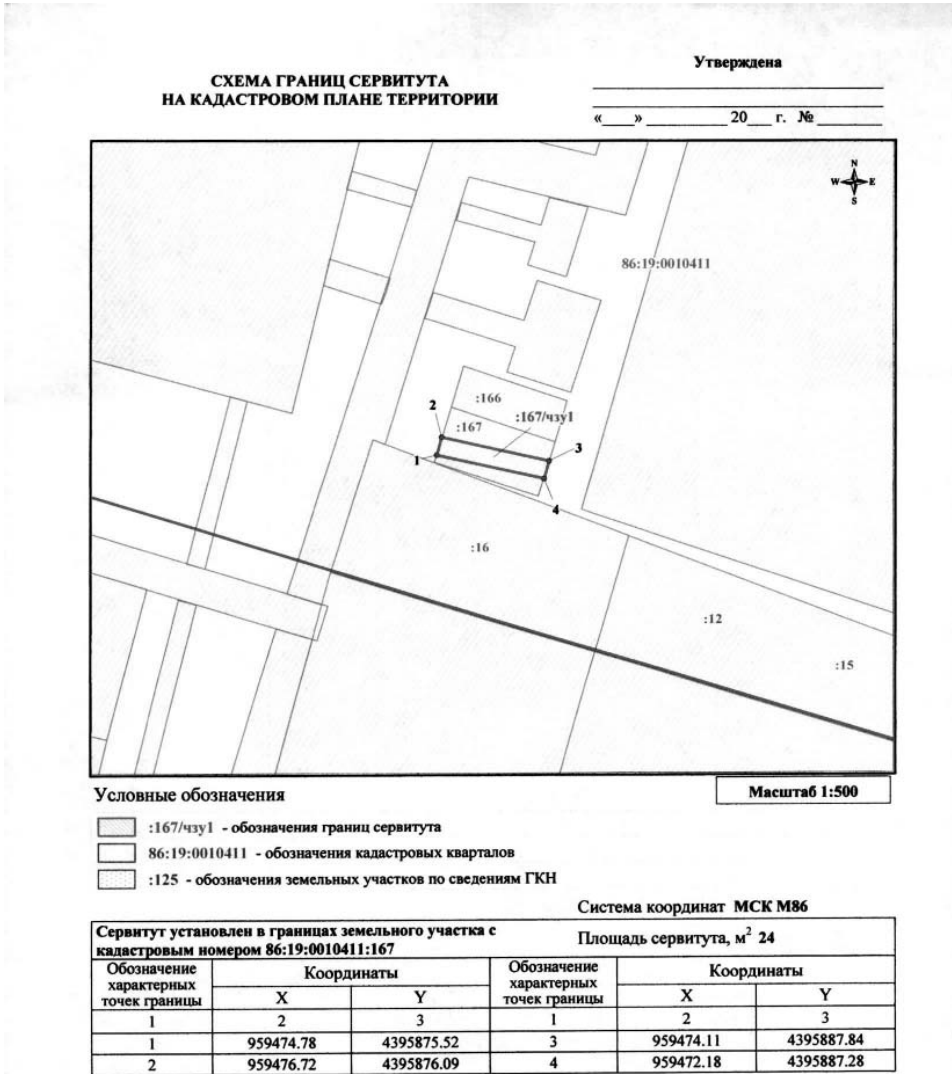 Утверждена
СХЕМА ГРАНИЦ СЕРВИТУТА
НА КАДАСТРОВОМ ПЛАНЕ ТЕРРИТОРИИ
«____» __________ 20___ г. № ________
N
W E
S
86:19:0010411
:166
:167/чзу1
2
:167
3
1
4
:16
:12
:15
Условные обозначения
Масштаб 1:500
:167/чзу1 - обозначения границ сервитута
86:19:0010411 - обозначения кадастровых кварталов
:125 - обозначения земельных участков по сведениям ГКН
Система координат МСК М86
Сервитут установлен в границах земельного участка с
кадастровым номером 86:19:0010411:167
Площадь сервитута, м² 24
Обозначение характерных точек границы Координаты Обозначение характерных точек границы Координаты
X Y X Y
1 2 3 1 2 3
1 959474.78 4395875.52 3 959474.11 4395887.84
2 959476.72 4395876.09 4 959472.18 4395887.28